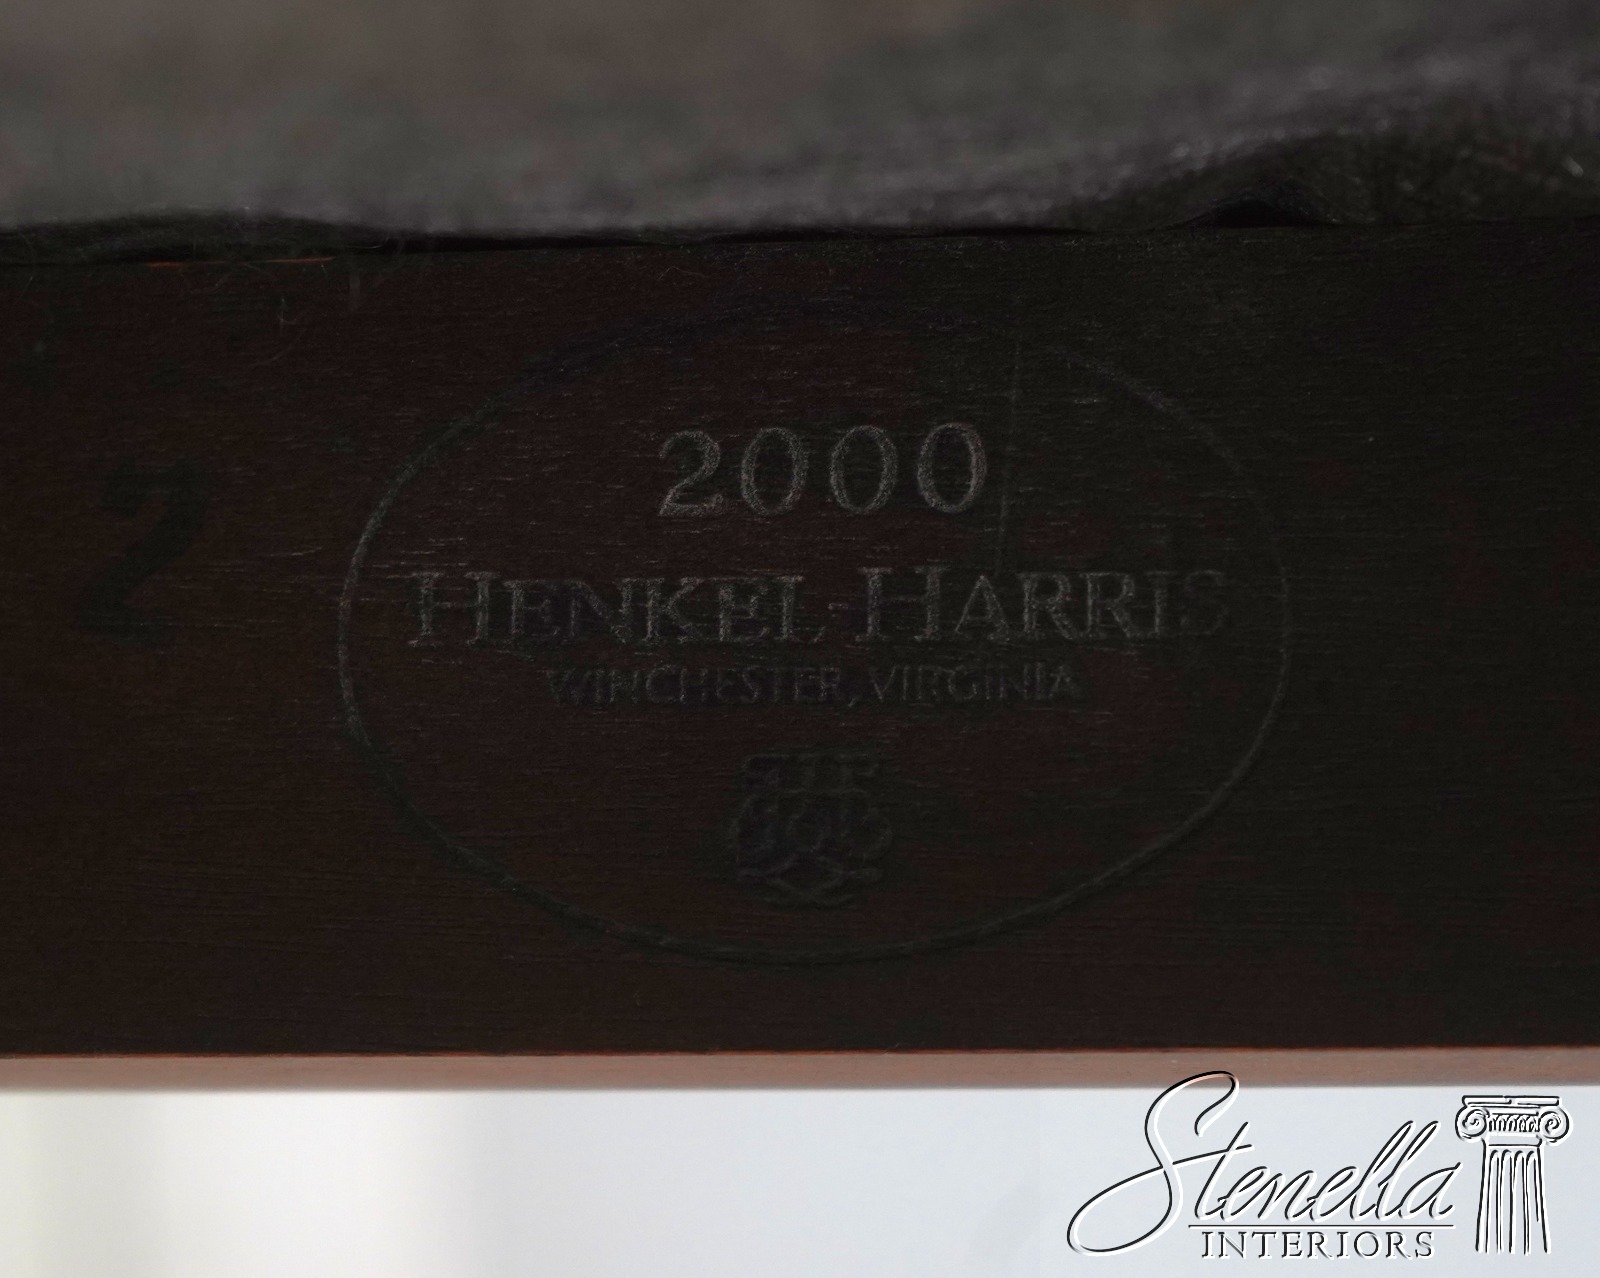 2
2000
HENKEL HARRIS
WINCHESTER, VIRGINIA
Stenella
INTERIORS